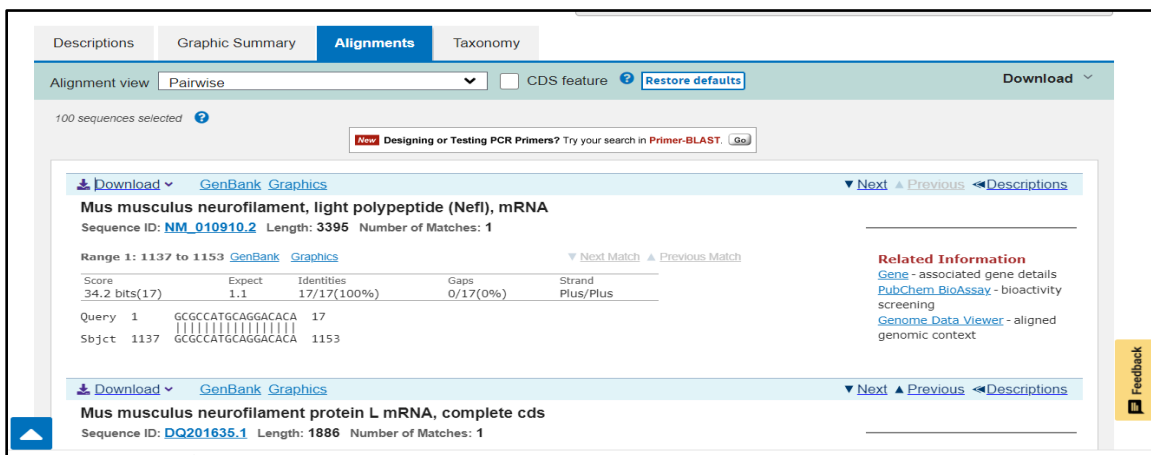 Descriptions Graphic Summary Alignments Taxonomy
Alignment view Pairwise CDS feature ? Restore defaults Download
100 sequences selected ?
New Designing or Testing PCR Primers? Try your search in Primer-BLAST. Go
Download GenBank Graphics Next Previous Descriptions
Mus musculus neurofilament, light polypeptide (Nefl), mRNA
Sequence ID: NM_010910.2 Length: 3395 Number of Matches: 1
Range 1: 1137 to 1153 GenBank Graphics Next Match Previous Match
Score Expect Identities Gaps Strand
34.2 bits(17) 1.1 17/17(100%) 0/17(0%) Plus/Plus
Query 1 GCGCCATGCAGGACACA 17
|||||||||||||||||
Sbjct 1137 GCGCCATGCAGGACACA 1153
Related Information
Gene - associated gene details
PubChem BioAssay - bioactivity
screening
Genome Data Viewer - aligned
genomic context
Feedback
Download GenBank Graphics Next Previous Descriptions
Mus musculus neurofilament protein L mRNA, complete cds
Sequence ID: DQ201635.1 Length: 1886 Number of Matches: 1